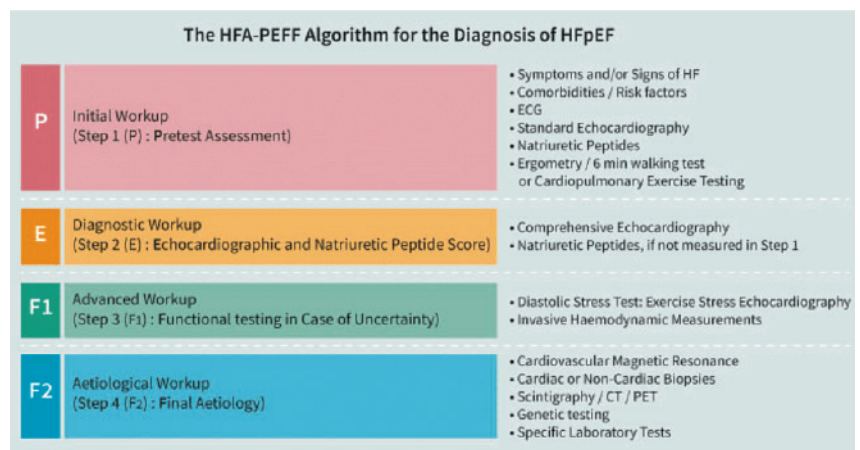 The HFA-PEFF Algorithm for the Diagnosis of HFpEF
P
Initial Workup
(Step 1 (P) : Pretest Assessment)
• Symptoms and/or Signs of HF
• Comorbidities / Risk factors
• ECG
• Standard Echocardiography
• Natriuretic Peptides
• Ergometry / 6 min walking test
or Cardiopulmonary Exercise Testing
E
Diagnostic Workup
(Step 2 (E) : Echocardiographic and Natriuretic Peptide Score)
• Comprehensive Echocardiography
• Natriuretic Peptides, if not measured in Step 1
F1
Advanced Workup
(Step 3 (F1) : Functional testing in Case of Uncertainty)
• Diastolic Stress Test: Exercise Stress Echocardiography
• Invasive Haemodynamic Measurements
F2
Aetiological Workup
(Step 4 (F2) : Final Aetiology)
• Cardiovascular Magnetic Resonance
• Cardiac or Non-Cardiac Biopsies
• Scintigraphy / CT / PET
• Genetic testing
• Specific Laboratory Tests